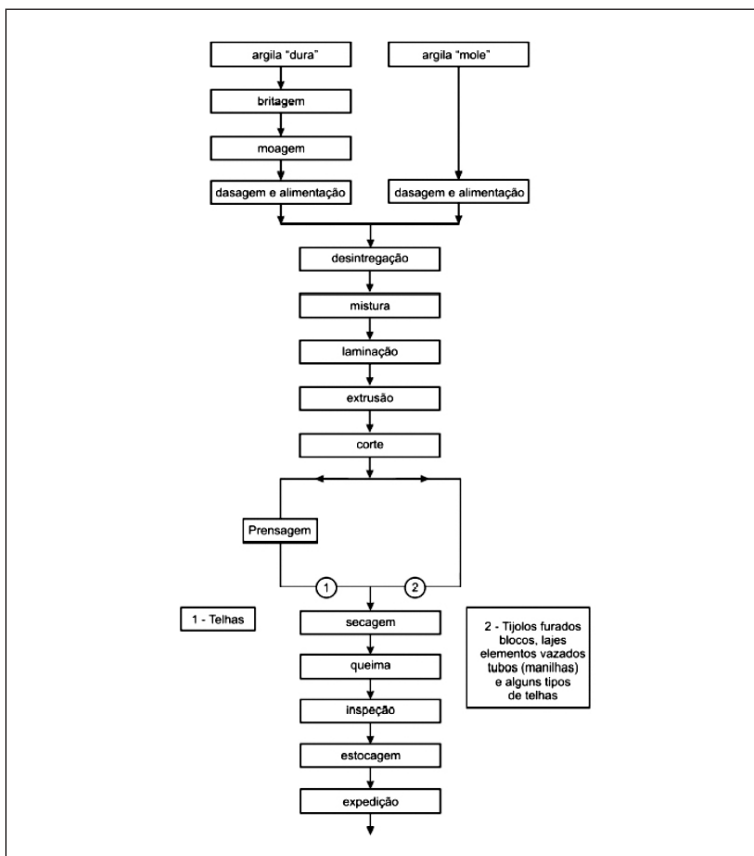 argila “dura”
argila “mole”
britagem
moagem
dasagem e alimentação
dasagem e alimentação
desintregação
mistura
laminação
extrusão
corte
Prensagem
1
2
1 - Telhas
secagem
2 - Tijolos furados
blocos, lajes
elementos vazados
tubos (manilhas)
e alguns tipos
de telhas
queima
inspeção
estocagem
expedição